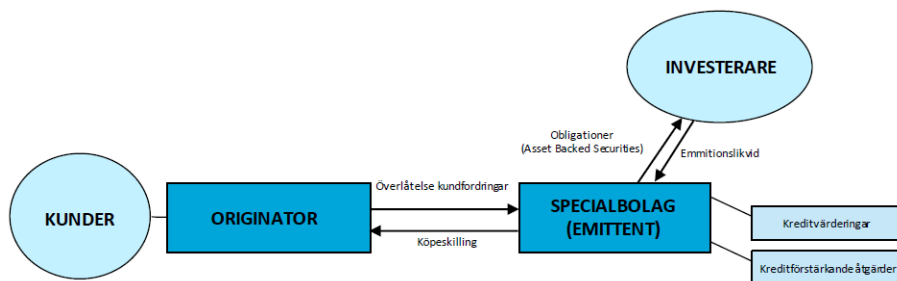 INVESTERARE
Obligationer
(Asset Backed Securities)
Emmitionslikvid
Överlåtelse kundfordringar
KUNDER
ORIGINATOR
SPECIALBOLAG
(EMITTENT)
Köpeskilling
Kreditvärderingar
Kreditförstärkande åtgärder